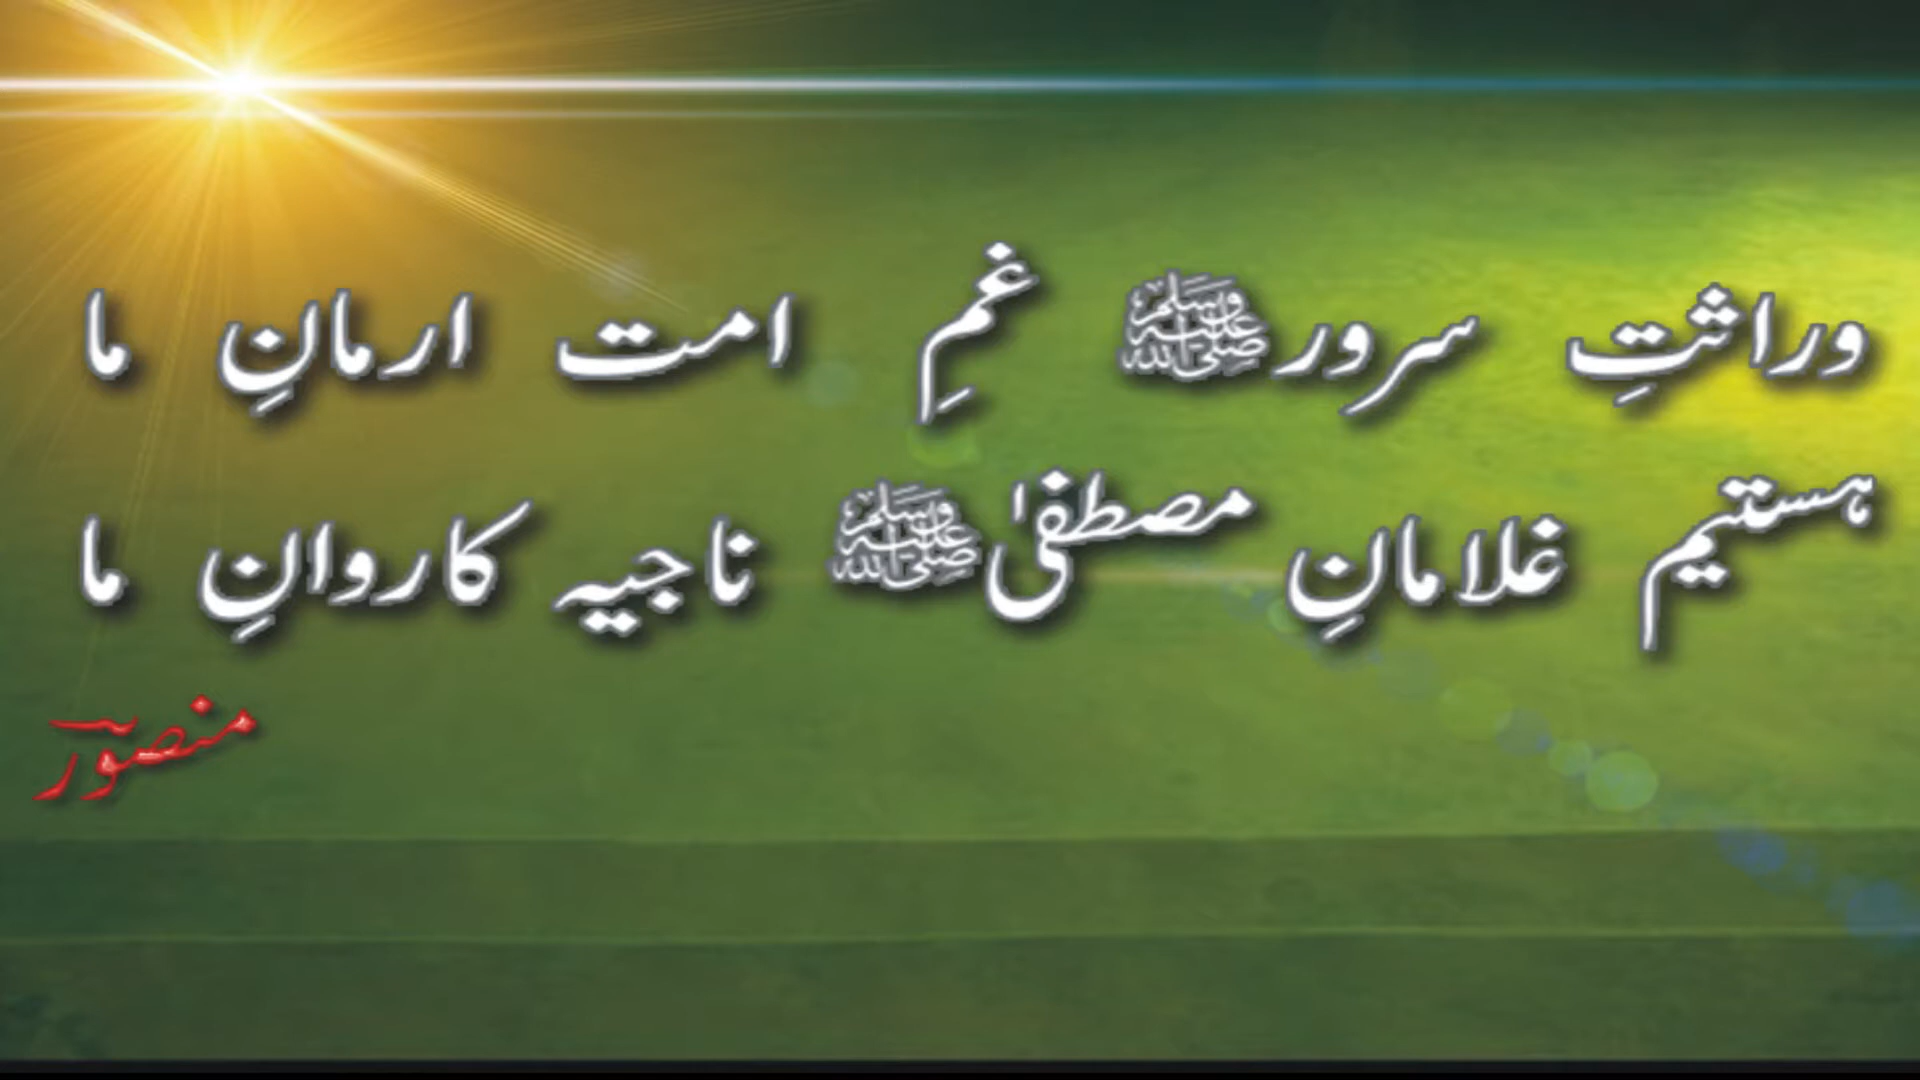 وراثتِ سرورﷺ غمِ امت ارمانِ ما
ہستیم غلامانِ مصطفیٰﷺ ناجیہ کاروانِ ما
منصورؔ